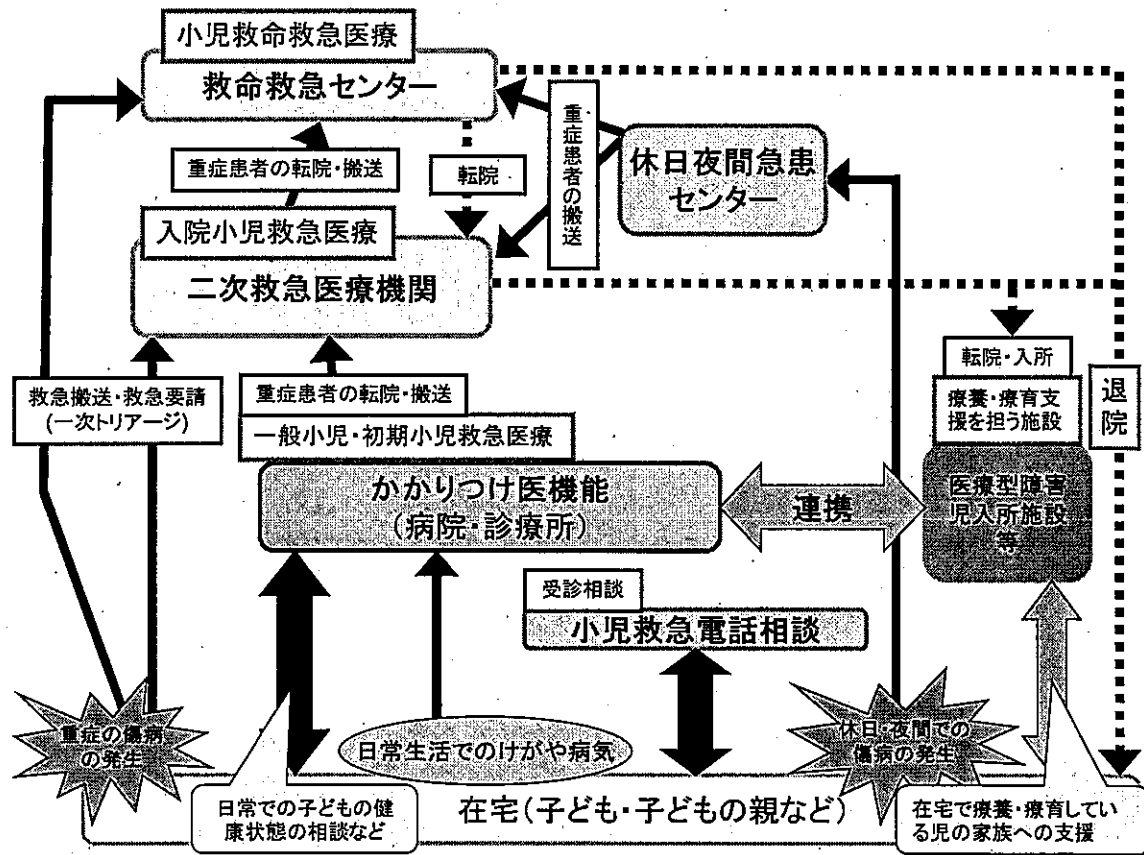 小児救命救急医療
救命救急センター
重症患者の転院・搬送
転院
重症患者の搬送
休日夜間急患
センター
入院小児救急医療
二次救急医療機関
救急搬送・救急要請
(一次トリアージ)
重症患者の転院・搬送
一般小児・初期小児救急医療
かかりつけ医機能
(病院・診療所)
連携
転院・入所
療養・療育支
援を担う施設
医療型障害
児入所施設
等
退院
受診相談
小児救急電話相談
重症の傷病
の発生
日常生活でのけがや病気
休日・夜間での
傷病の発生
在宅(子ども・子どもの親など)
日常での子どもの健
康状態の相談など
在宅で療養・療育してい
る児の家族への支援